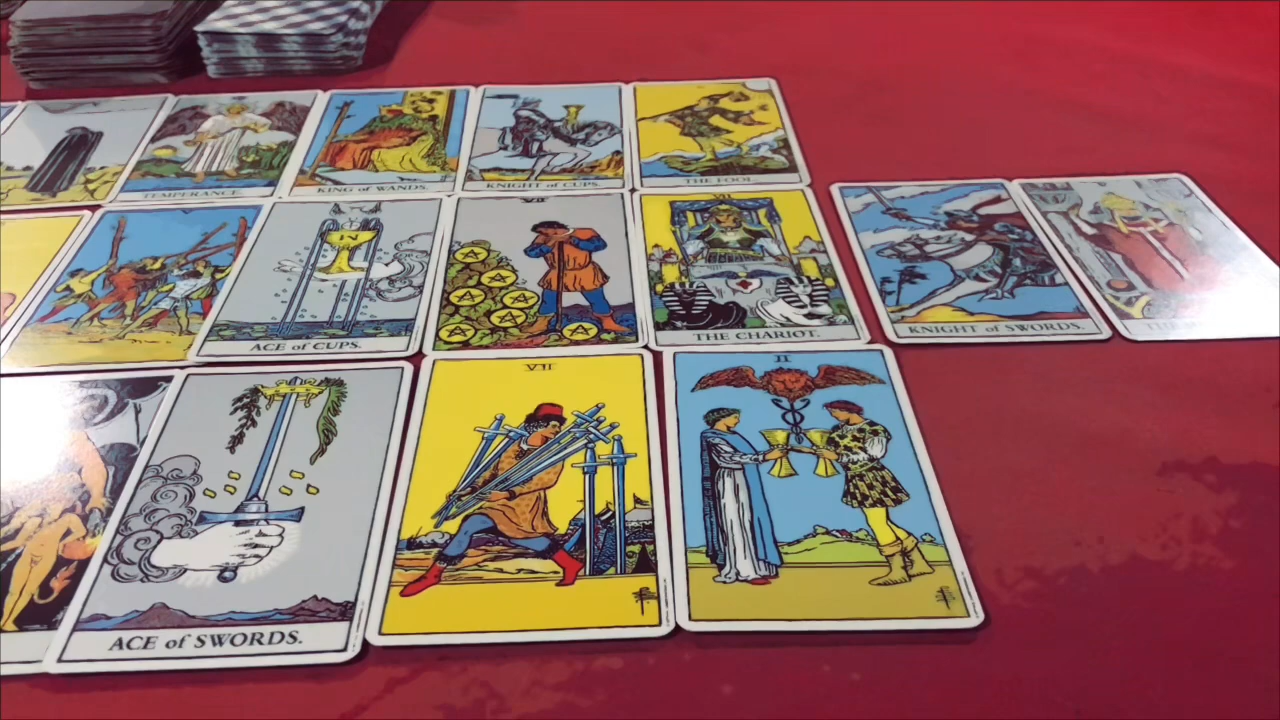 TEMPERANCE.
KING of WANDS.
KNIGHT of CUPS.
THE FOOL.
ACE of CUPS.
VII
THE CHARIOT.
KNIGHT of SWORDS.
ACE of SWORDS.
VII
II